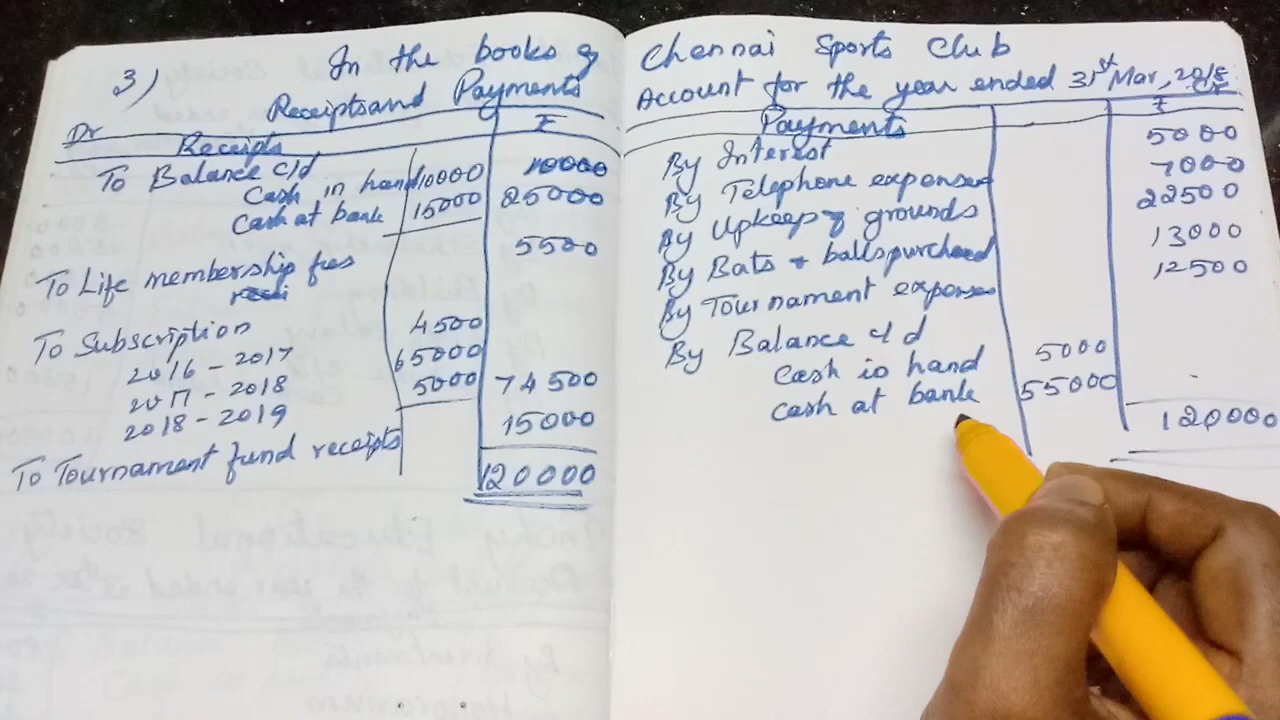 3) In the books of Chennai Sports Club
Receipts and Payments Account for the year ended 31st Mar, 2018
Dr Cr
Receipts ₹
To Balance c/d 10000
Cash in hand 10000
Cash at bank 15000 25000
To Life membership fees 5500
To Subscription
2016 - 2017 4500
2017 - 2018 65000
2018 - 2019 5000 74500
To Tournament fund receipts 15000
120000
Payments ₹
By Interest 5000
By Telephone expenses 7000
By Upkeep of grounds 22500
By Bats & balls purchased 13000
By Tournament expenses 12500
By Balance c/d
Cash in hand 5000
Cash at bank 55000
120000